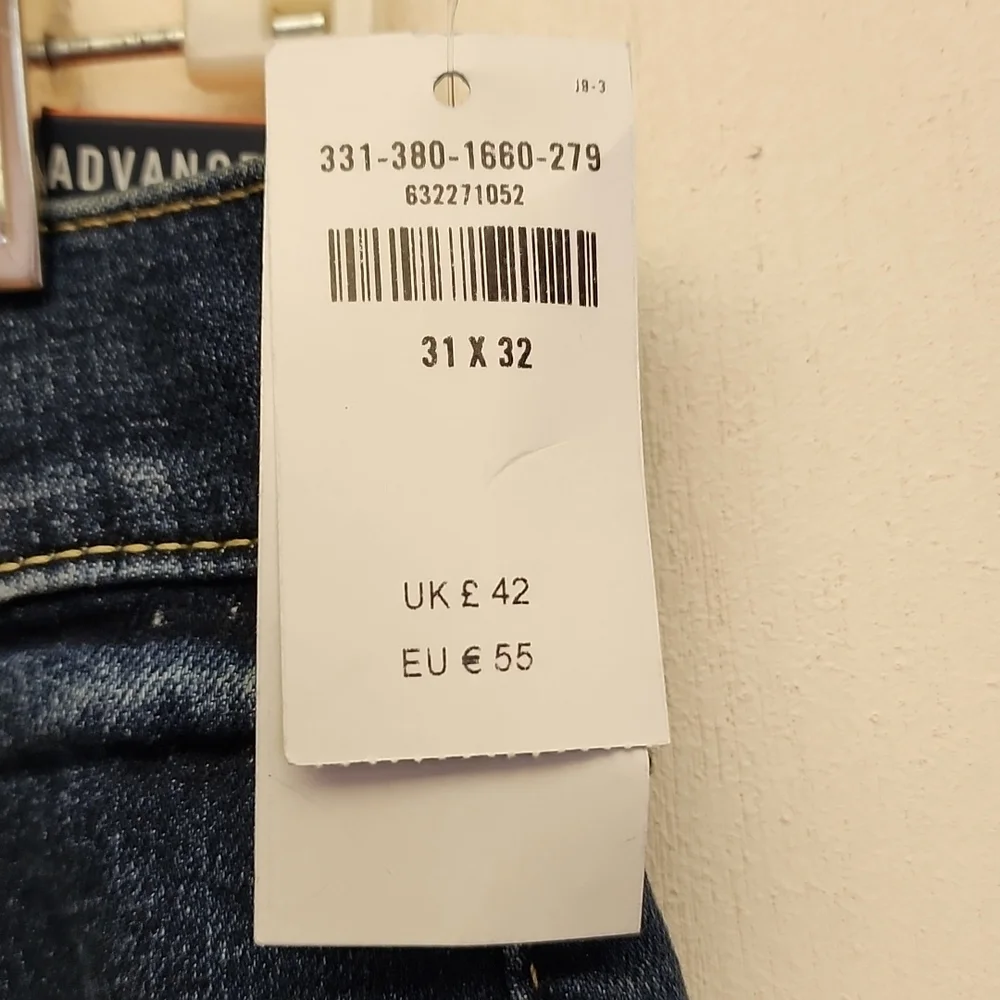 J8-3
331-380-1660-279
632271052
31 X 32
UK £ 42
EU € 55